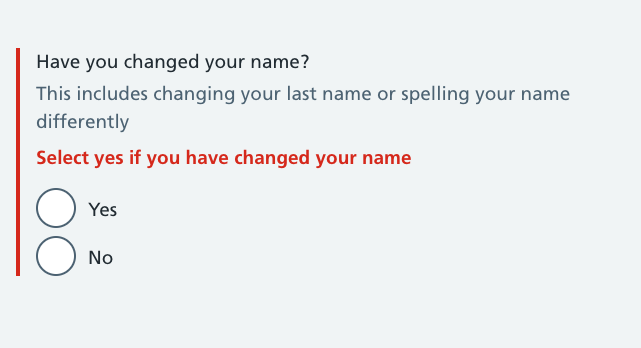 Have you changed your name?
This includes changing your last name or spelling your name
differently
Select yes if you have changed your name
Yes
No